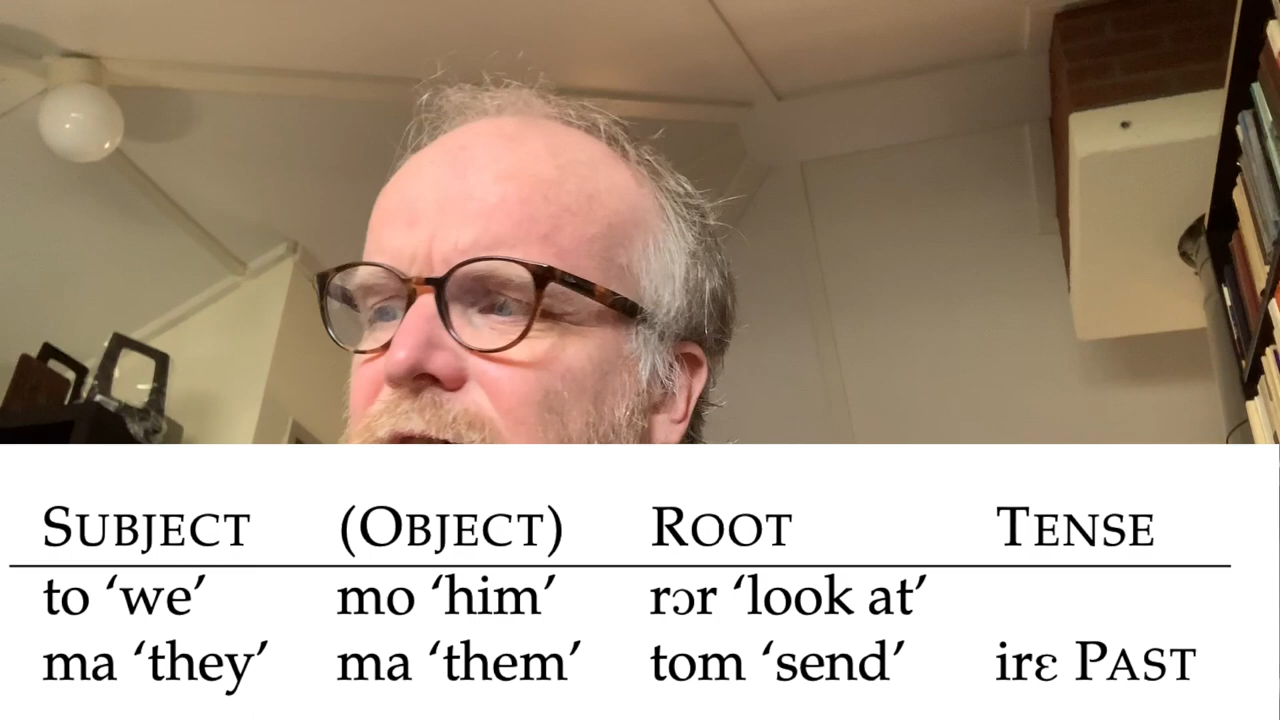 SUBJECT (OBJECT) ROOT TENSE
to ‘we’ mo ‘him’ rɔr ‘look at’
ma ‘they’ ma ‘them’ tom ‘send’ irɛ PAST